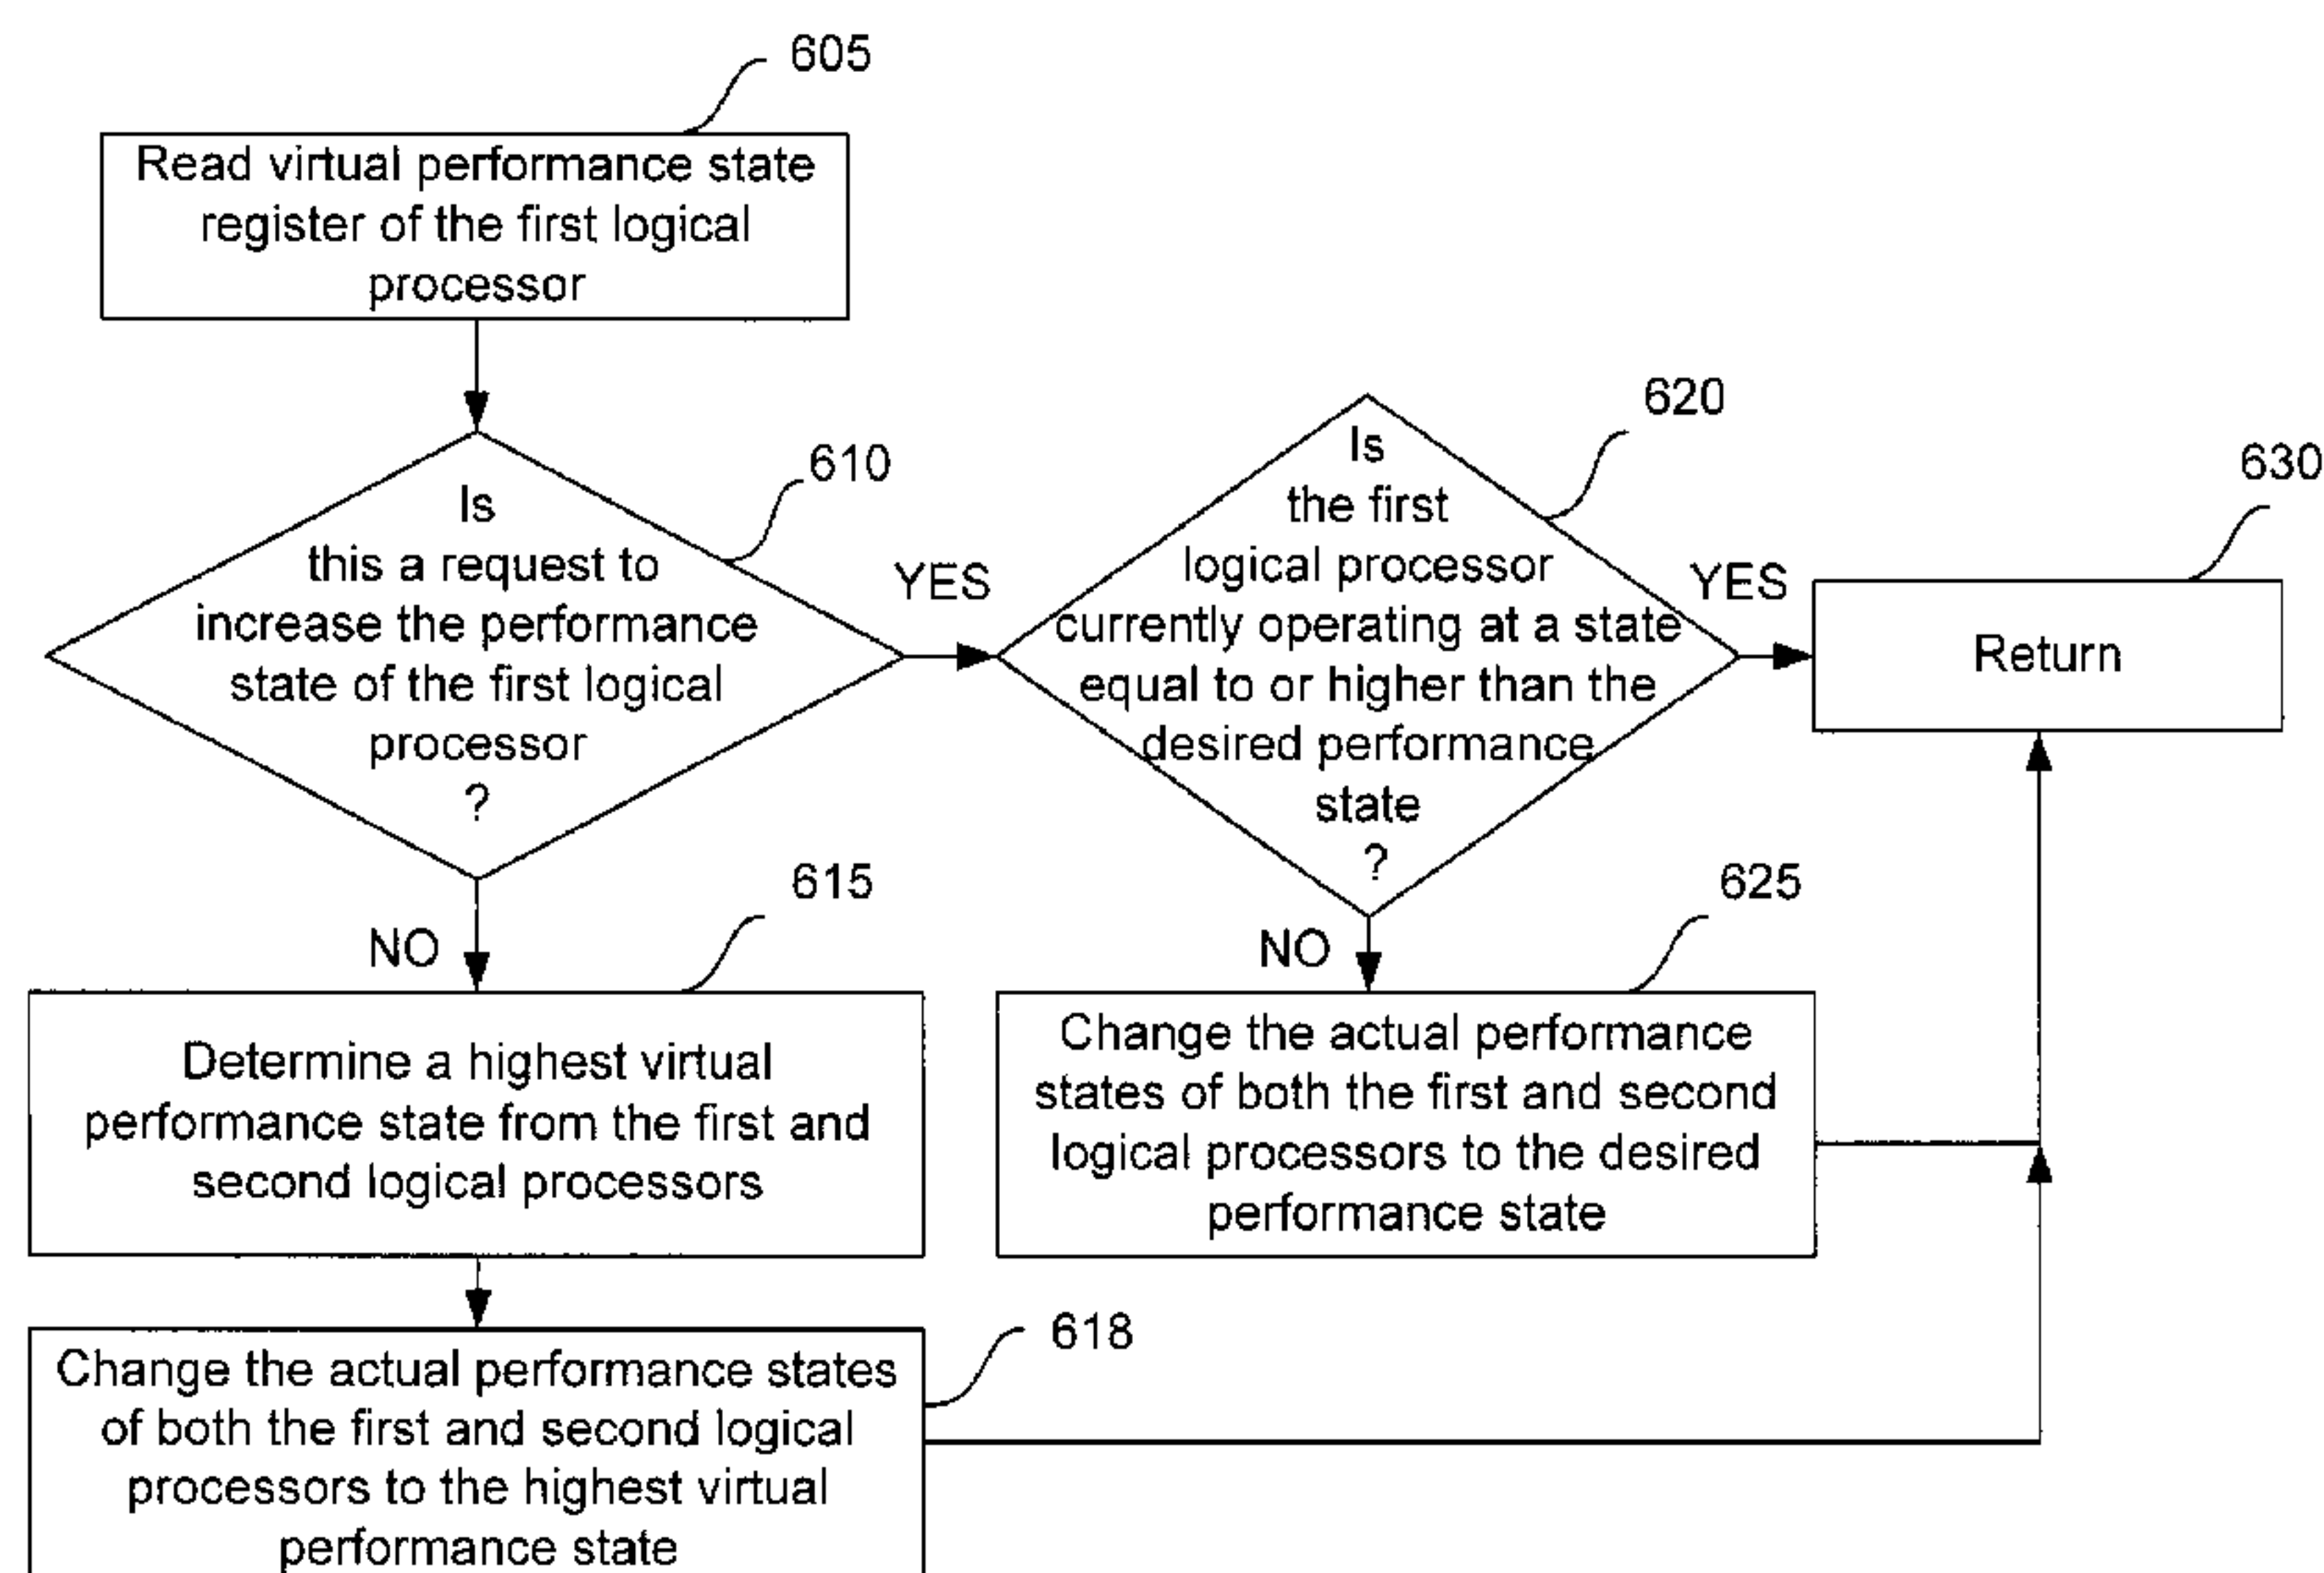 605
Read virtual performance state
register of the first logical
processor
610
Is
this a request to
increase the performance
state of the first logical
processor
?
YES
620
Is
the first
logical processor
currently operating at a state
equal to or higher than the
desired performance
state
?
YES
630
Return
NO
615
Determine a highest virtual
performance state from the first and
second logical processors
NO
625
Change the actual performance
states of both the first and second
logical processors to the desired
performance state
618
Change the actual performance states
of both the first and second logical
processors to the highest virtual
performance state